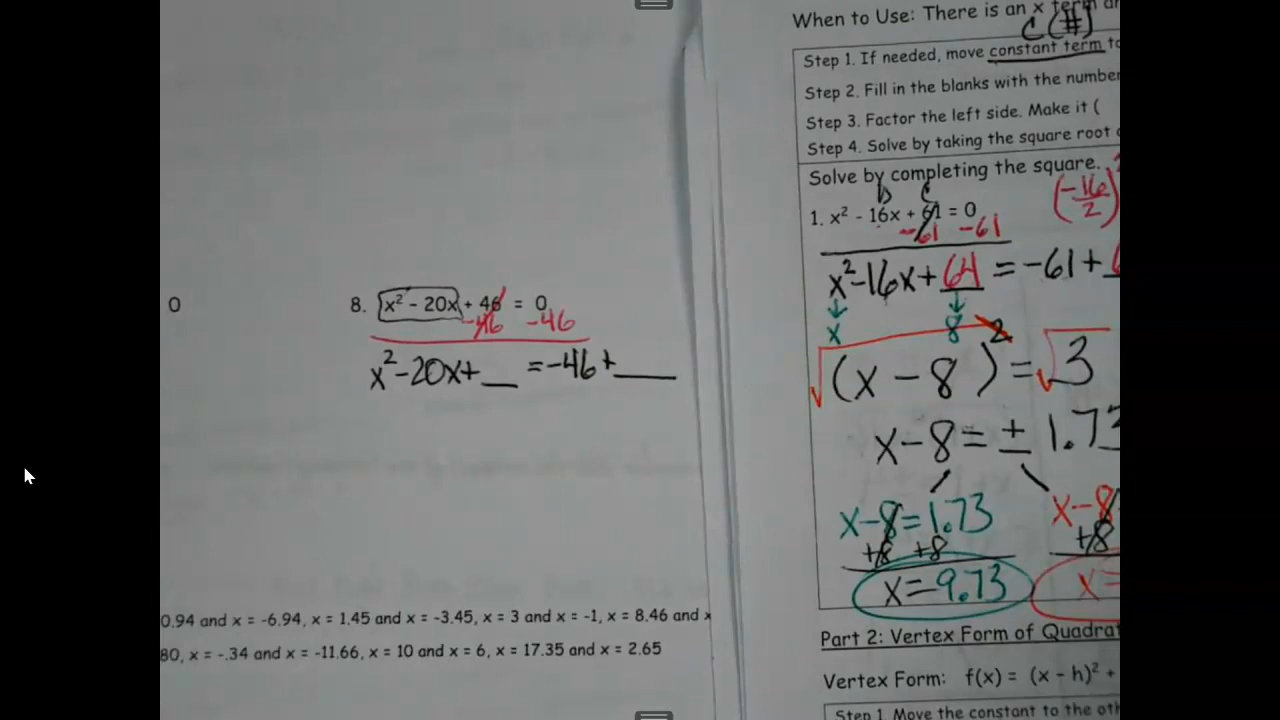 0
8. x² - 20x + 46 = 0
-46 -46
x² -20x + __ = -46 + ___
0.94 and x = -6.94, x = 1.45 and x = -3.45, x = 3 and x = -1, x = 8.46 and x
80, x = -.34 and x = -11.66, x = 10 and x = 6, x = 17.35 and x = 2.65
When to Use: There is an x term
C (#)
Step 1. If needed, move constant term
Step 2. Fill in the blanks with the number
Step 3. Factor the left side. Make it (
Step 4. Solve by taking the square root
Solve by completing the square.
b c
1. x² - 16x + 61 = 0
(-16/2)
-61 -61
x² -16x + 64 = -61 +
x 8
√(x - 8)² = √3
x - 8 = ± 1.73
x - 8 = 1.73 x - 8
+8 +8 +8
x = 9.73 x =
Part 2: Vertex Form of
Vertex Form: f(x) = (x - h)² +
Step 1. Move the constant to the